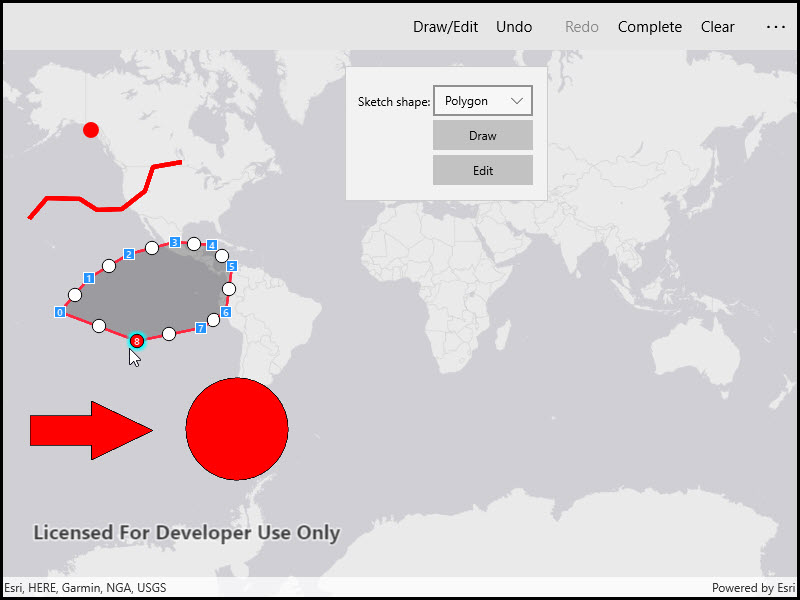 Draw/Edit Undo Redo Complete Clear ...
Sketch shape: Polygon
Draw
Edit
3
4
2
5
1
0
6
7
8
Licensed For Developer Use Only
Esri, HERE, Garmin, NGA, USGS Powered by Esri